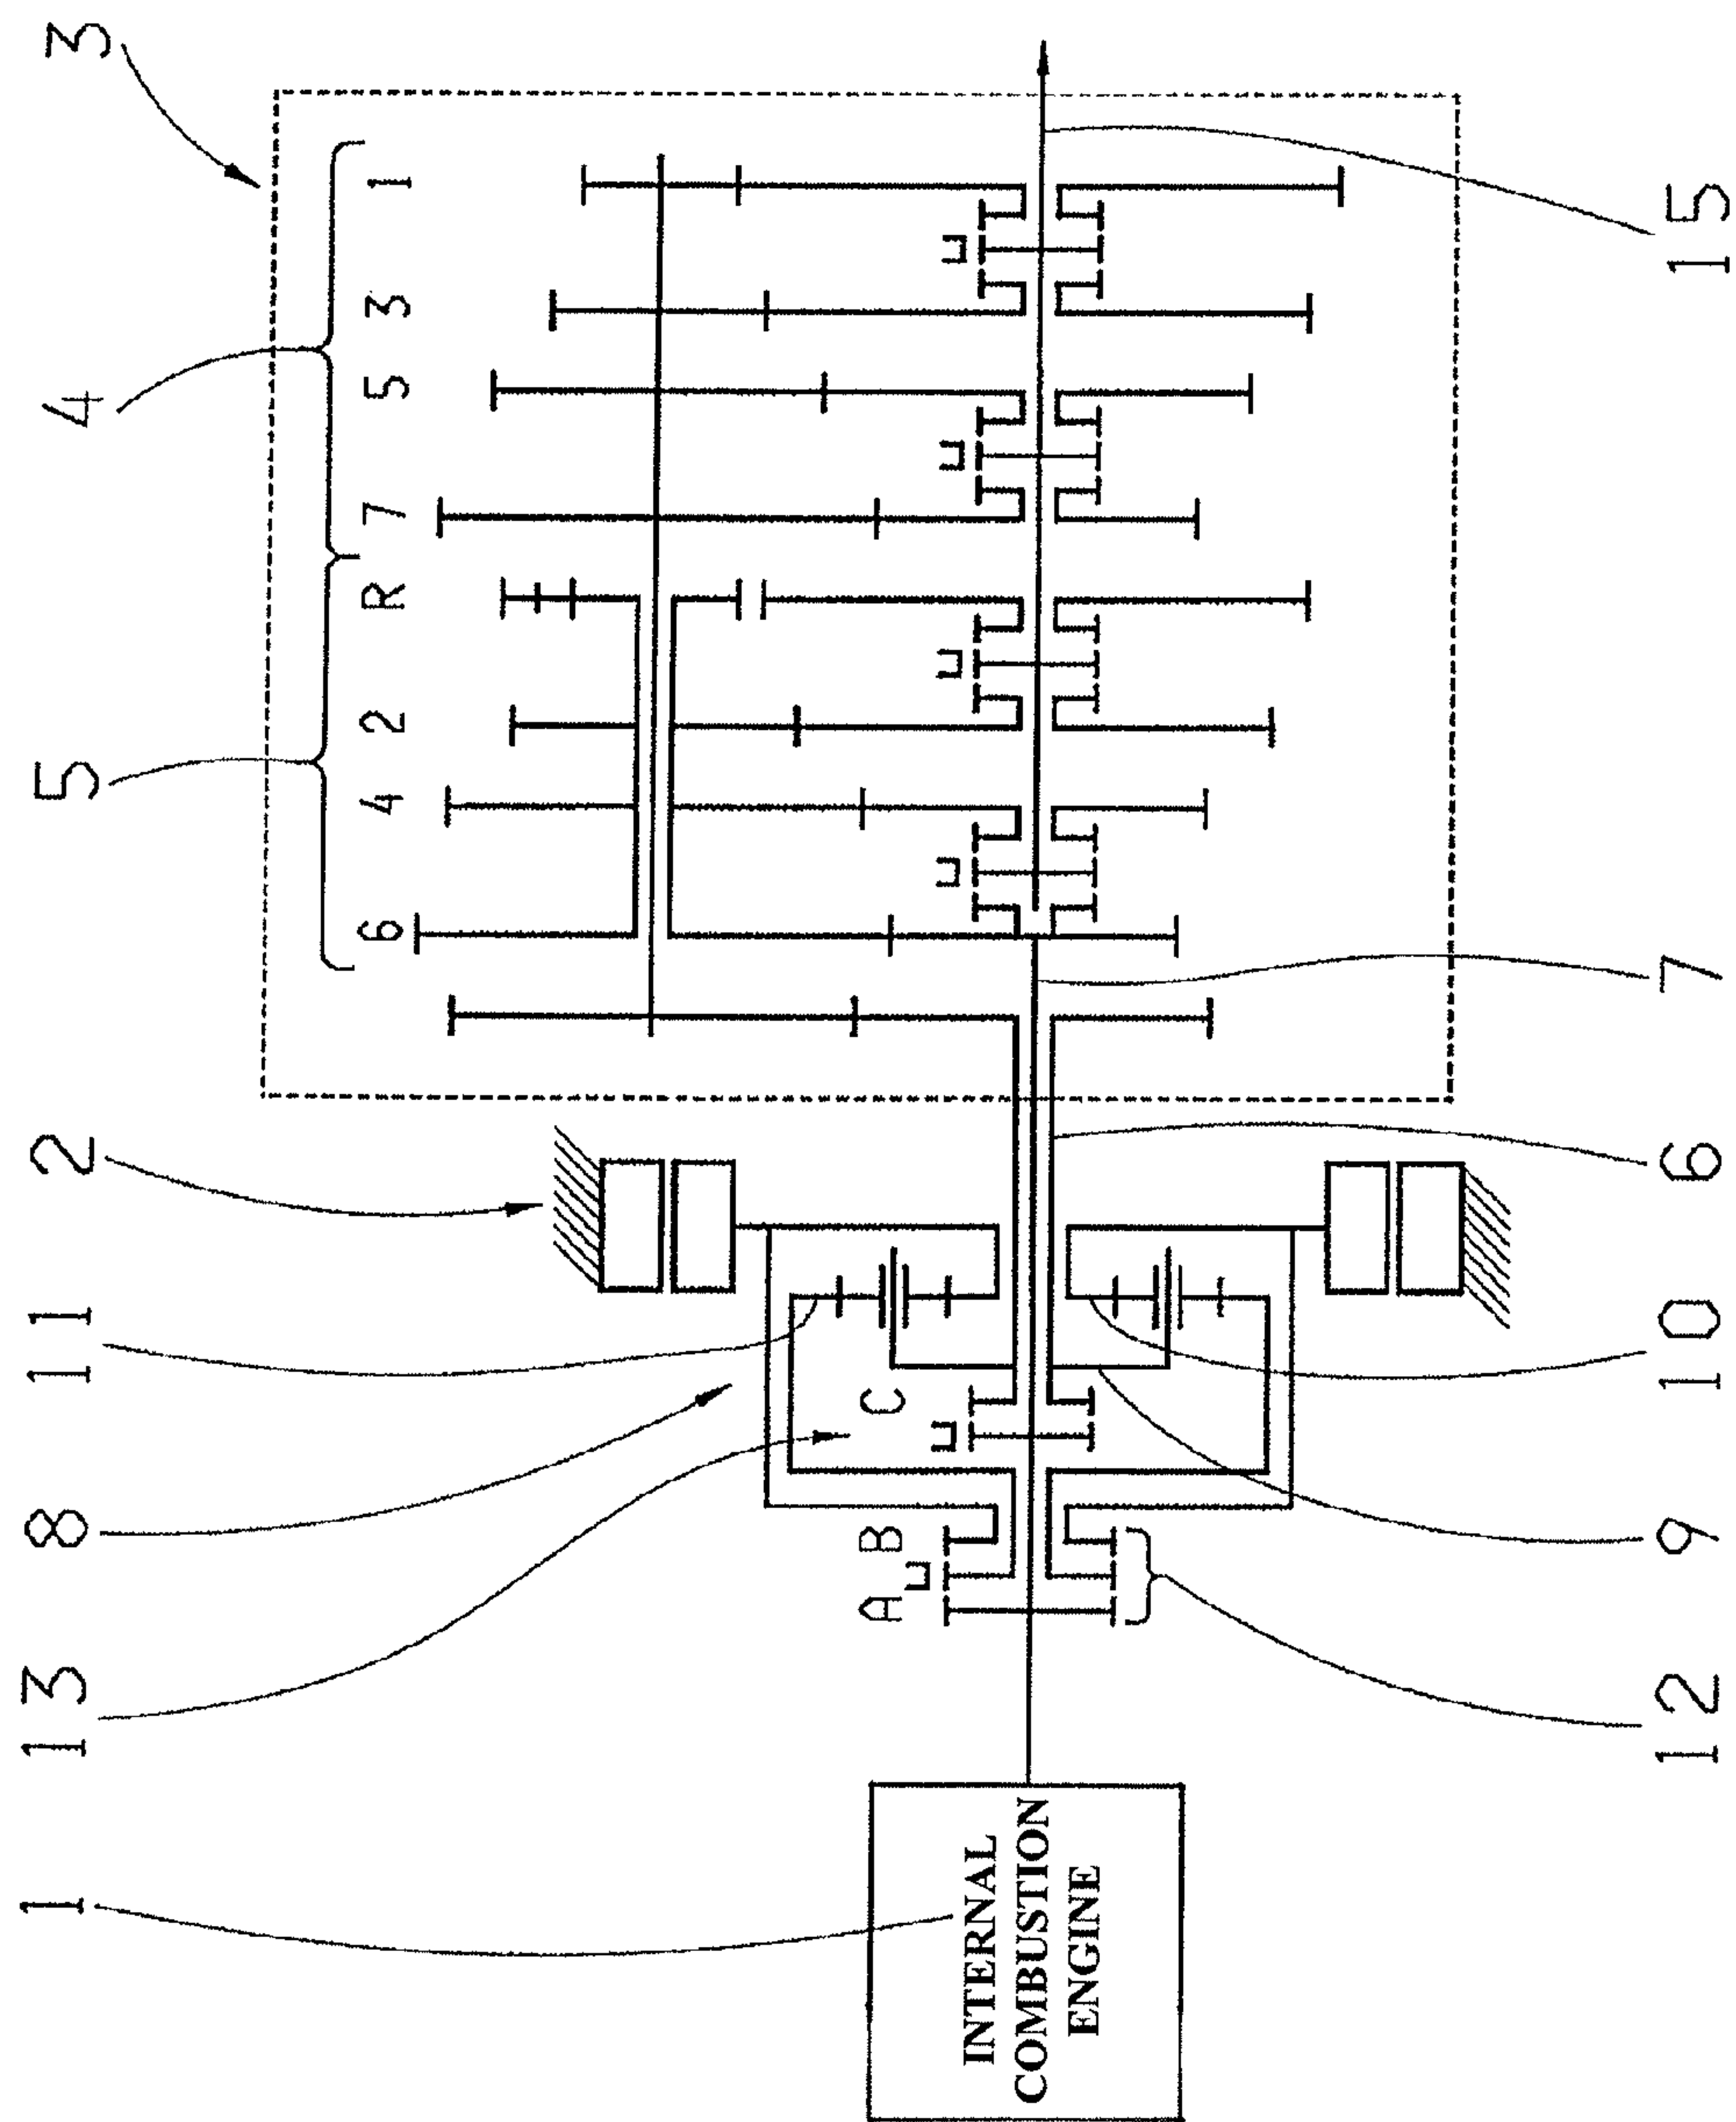 1 13 8 11 2 5 4 3
6 4 2 R 7 5 3 1
A B C
INTERNAL
COMBUSTION
ENGINE
12 9 10 6 7 15